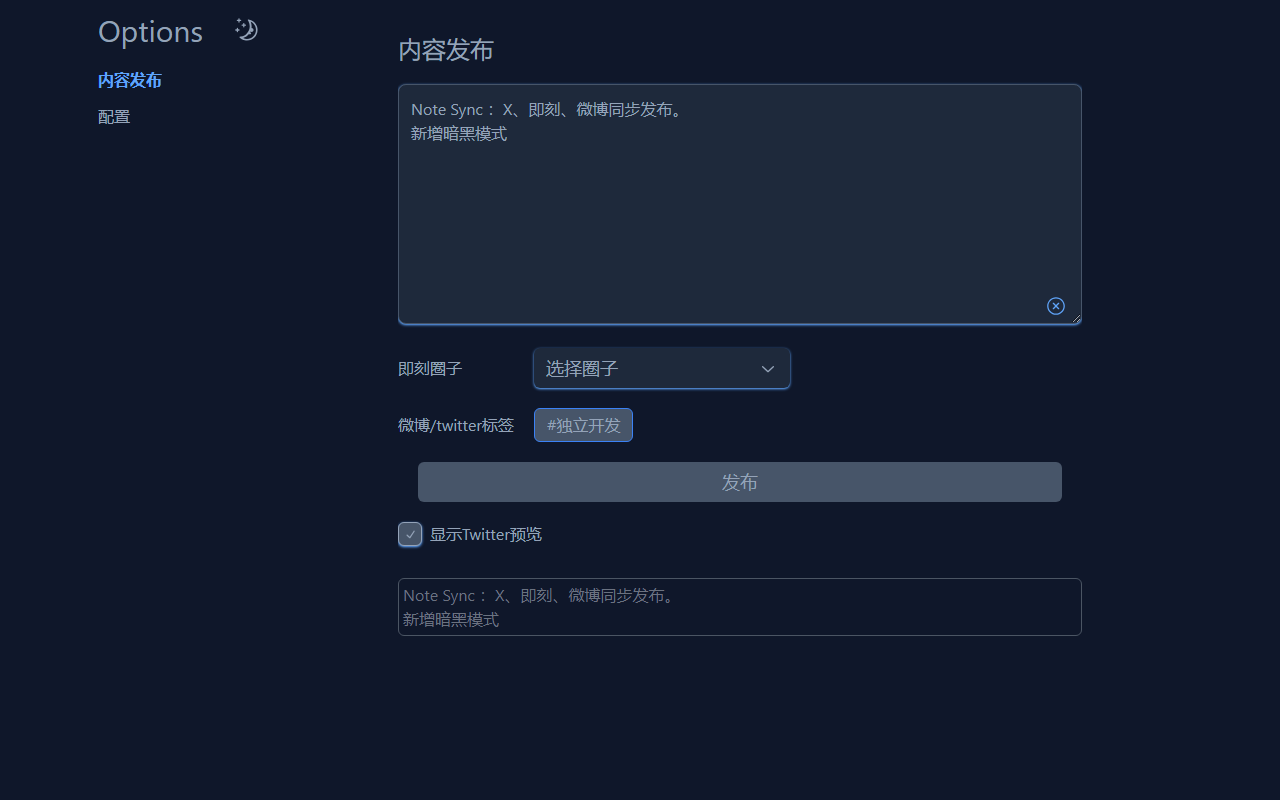 Options
内容发布
配置
内容发布
Note Sync： X、即刻、微博同步发布。
新增暗黑模式
即刻圈子
选择圈子
微博/twitter标签
#独立开发
发布
显示Twitter预览
Note Sync： X、即刻、微博同步发布。
新增暗黑模式